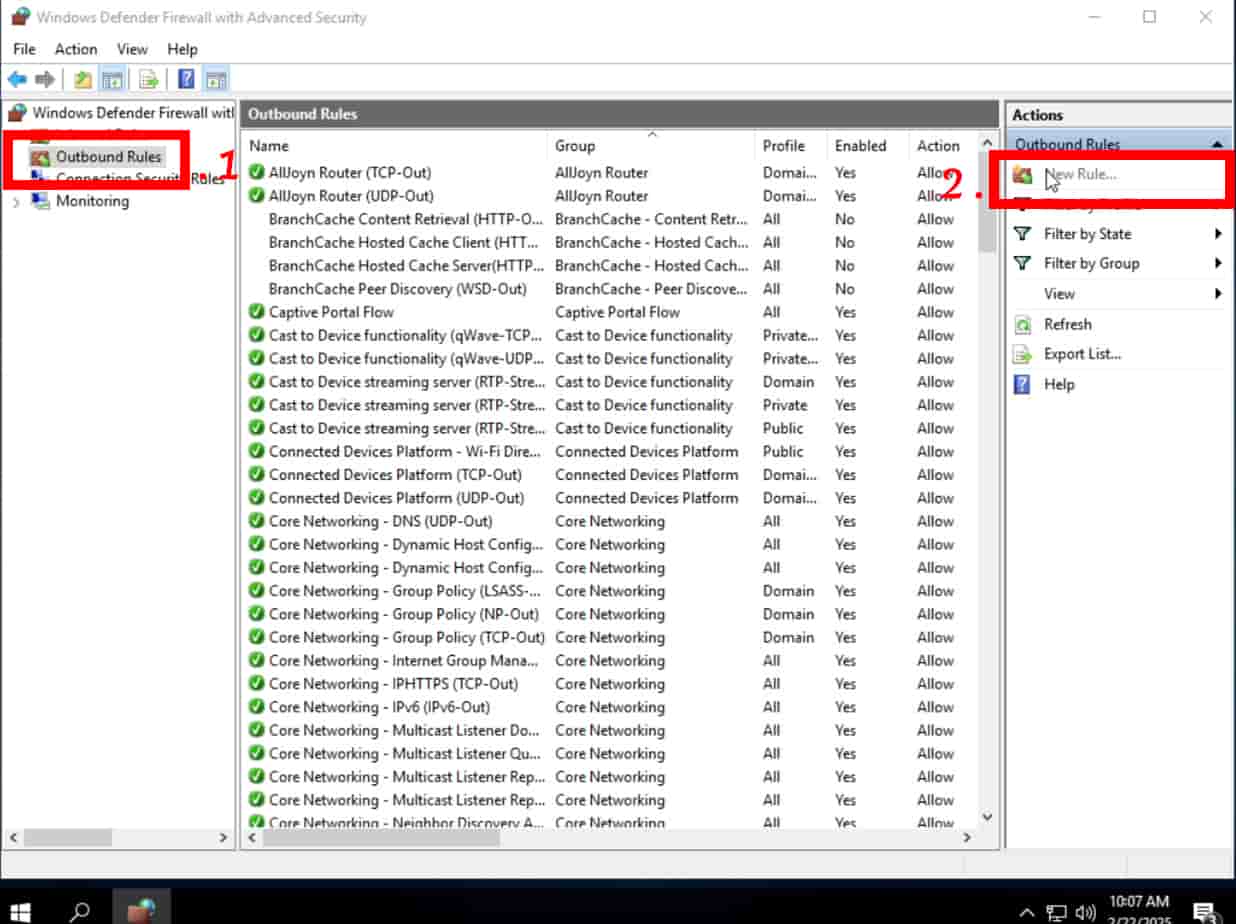 Windows Defender Firewall with Advanced Security
File Action View Help
Windows Defender Firewall with
Outbound Rules
Connection Security Rules
Monitoring
.1
Outbound Rules
Name Group Profile Enabled Action
AllJoyn Router (TCP-Out) AllJoyn Router Domai... Yes Allow
AllJoyn Router (UDP-Out) AllJoyn Router Domai... Yes Allow
BranchCache Content Retrieval (HTTP-O... BranchCache - Content Retr... All No Allow
BranchCache Hosted Cache Client (HTT... BranchCache - Hosted Cach... All No Allow
BranchCache Hosted Cache Server(HTTP... BranchCache - Hosted Cach... All No Allow
BranchCache Peer Discovery (WSD-Out) BranchCache - Peer Discove... All No Allow
Captive Portal Flow Captive Portal Flow All Yes Allow
Cast to Device functionality (qWave-TCP... Cast to Device functionality Private... Yes Allow
Cast to Device functionality (qWave-UDP... Cast to Device functionality Private... Yes Allow
Cast to Device streaming server (RTP-Stre... Cast to Device functionality Domain Yes Allow
Cast to Device streaming server (RTP-Stre... Cast to Device functionality Private Yes Allow
Cast to Device streaming server (RTP-Stre... Cast to Device functionality Public Yes Allow
Connected Devices Platform - Wi-Fi Dire... Connected Devices Platform Public Yes Allow
Connected Devices Platform (TCP-Out) Connected Devices Platform Domai... Yes Allow
Connected Devices Platform (UDP-Out) Connected Devices Platform Domai... Yes Allow
Core Networking - DNS (UDP-Out) Core Networking All Yes Allow
Core Networking - Dynamic Host Config... Core Networking All Yes Allow
Core Networking - Dynamic Host Config... Core Networking All Yes Allow
Core Networking - Group Policy (LSASS-... Core Networking Domain Yes Allow
Core Networking - Group Policy (NP-Out) Core Networking Domain Yes Allow
Core Networking - Group Policy (TCP-Out) Core Networking Domain Yes Allow
Core Networking - Internet Group Mana... Core Networking All Yes Allow
Core Networking - IPHTTPS (TCP-Out) Core Networking All Yes Allow
Core Networking - IPv6 (IPv6-Out) Core Networking All Yes Allow
Core Networking - Multicast Listener Do... Core Networking All Yes Allow
Core Networking - Multicast Listener Qu... Core Networking All Yes Allow
Core Networking - Multicast Listener Rep... Core Networking All Yes Allow
Core Networking - Multicast Listener Rep... Core Networking All Yes Allow
Core Networking - Neighbor Discovery A... Core Networking All Yes Allow
Actions
Outbound Rules
2.
New Rule...
Filter by State
Filter by Group
View
Refresh
Export List...
Help
10:07 AM
2/22/2025
3